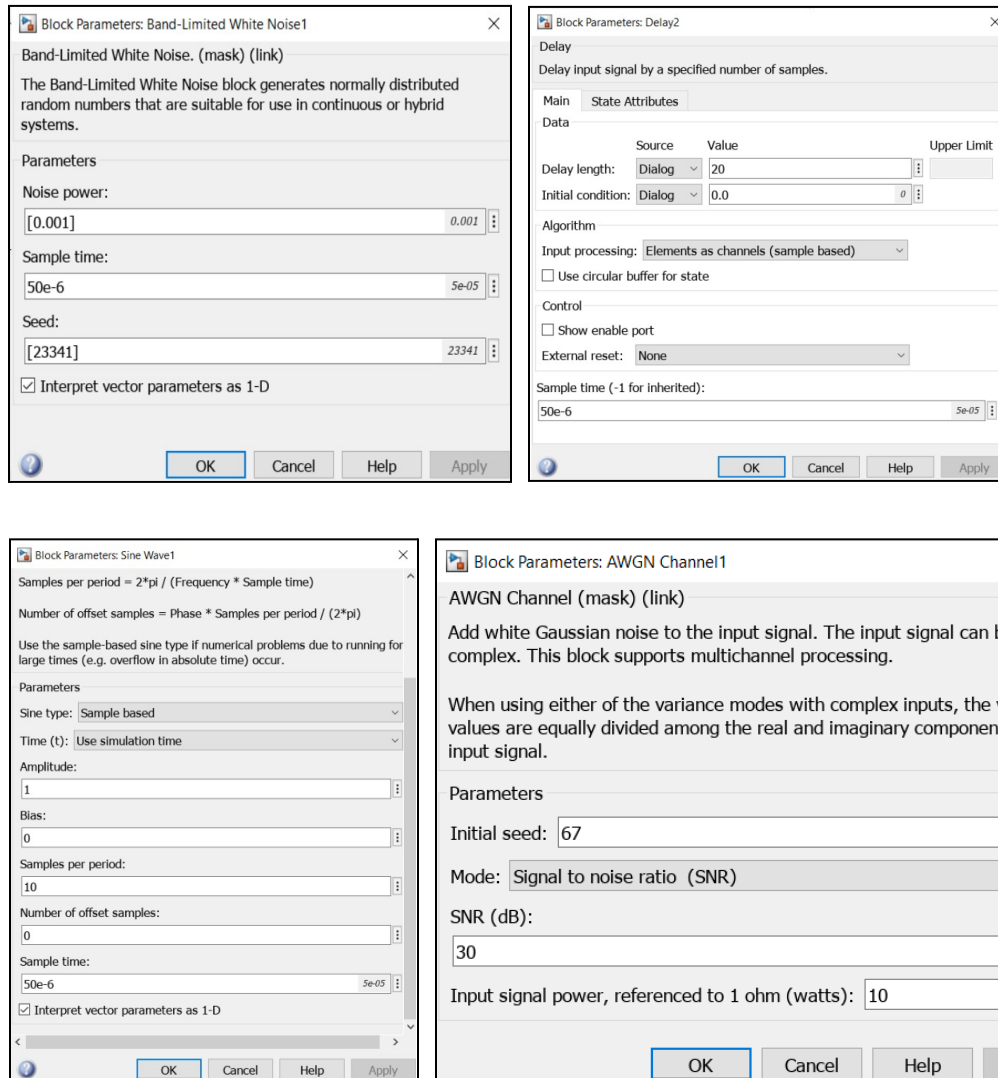 Block Parameters: Band-Limited White Noise1
Band-Limited White Noise. (mask) (link)
The Band-Limited White Noise block generates normally distributed
random numbers that are suitable for use in continuous or hybrid
systems.
Parameters
Noise power:
[0.001] 0.001
Sample time:
50e-6 5e-05
Seed:
[23341] 23341
Interpret vector parameters as 1-D
OK Cancel Help Apply
Block Parameters: Delay2
Delay
Delay input signal by a specified number of samples.
Main State Attributes
Data
Source Value Upper Limit
Delay length: Dialog 20
Initial condition: Dialog 0.0 0
Algorithm
Input processing: Elements as channels (sample based)
Use circular buffer for state
Control
Show enable port
External reset: None
Sample time (-1 for inherited):
50e-6 5e-05
OK Cancel Help Apply
Block Parameters: Sine Wave1
Samples per period = 2*pi / (Frequency * Sample time)
Number of offset samples = Phase * Samples per period / (2*pi)
Use the sample-based sine type if numerical problems due to running for
large times (e.g. overflow in absolute time) occur.
Parameters
Sine type: Sample based
Time (t): Use simulation time
Amplitude:
1
Bias:
0
Samples per period:
10
Number of offset samples:
0
Sample time:
50e-6 5e-05
Interpret vector parameters as 1-D
OK Cancel Help Apply
Block Parameters: AWGN Channel1
AWGN Channel (mask) (link)
Add white Gaussian noise to the input signal. The input signal can
complex. This block supports multichannel processing.
When using either of the variance modes with complex inputs, the
values are equally divided among the real and imaginary
input signal.
Parameters
Initial seed: 67
Mode: Signal to noise ratio (SNR)
SNR (dB):
30
Input signal power, referenced to 1 ohm (watts): 10
OK Cancel Help